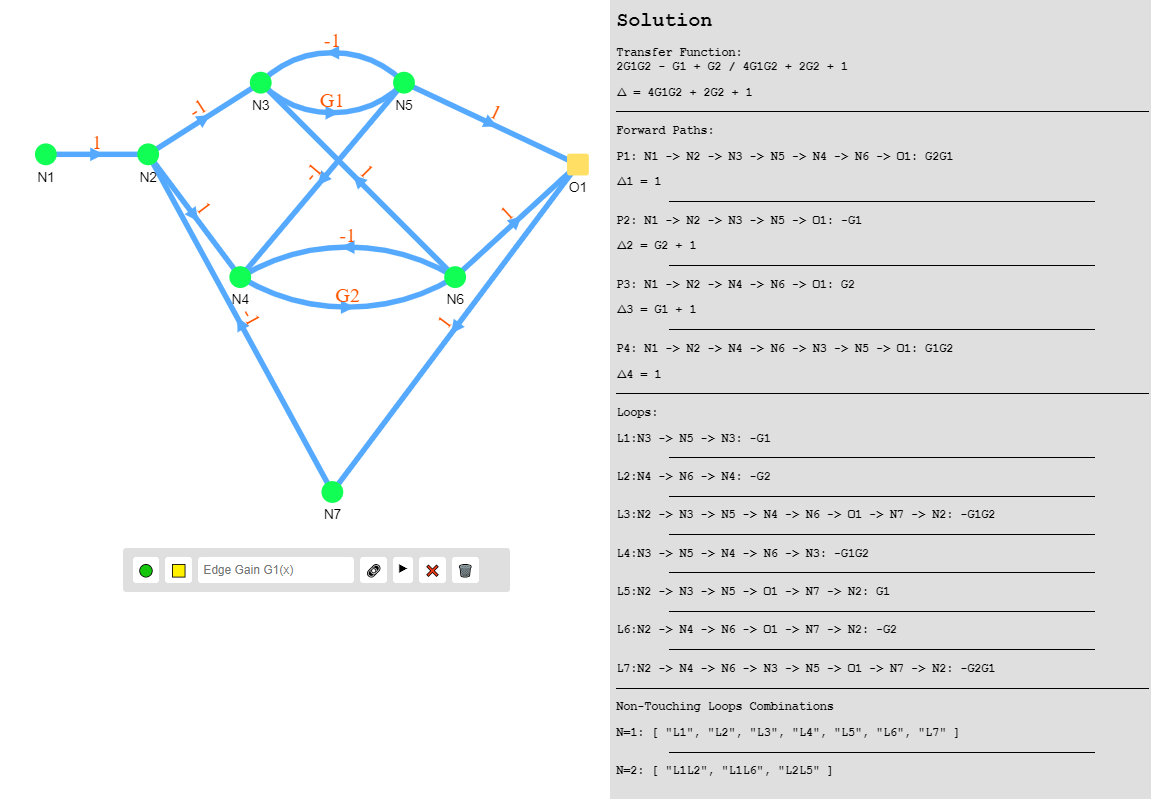 -1
G1
N3
N5
-1
1
1
N1
N2
-1
1
O1
1
1
-1
N4
G2
N6
-1
1
N7
Edge Gain G1(x)
Solution
Transfer Function:
2G1G2 - G1 + G2 / 4G1G2 + 2G2 + 1
Δ = 4G1G2 + 2G2 + 1
Forward Paths:
P1: N1 -> N2 -> N3 -> N5 -> N4 -> N6 -> O1: G2G1
Δ1 = 1
P2: N1 -> N2 -> N3 -> N5 -> O1: -G1
Δ2 = G2 + 1
P3: N1 -> N2 -> N4 -> N6 -> O1: G2
Δ3 = G1 + 1
P4: N1 -> N2 -> N4 -> N6 -> N3 -> N5 -> O1: G1G2
Δ4 = 1
Loops:
L1:N3 -> N5 -> N3: -G1
L2:N4 -> N6 -> N4: -G2
L3:N2 -> N3 -> N5 -> N4 -> N6 -> O1 -> N7 -> N2: -G1G2
L4:N3 -> N5 -> N4 -> N6 -> N3: -G1G2
L5:N2 -> N3 -> N5 -> O1 -> N7 -> N2: G1
L6:N2 -> N4 -> N6 -> O1 -> N7 -> N2: -G2
L7:N2 -> N4 -> N6 -> N3 -> N5 -> O1 -> N7 -> N2: -G2G1
Non-Touching Loops Combinations
N=1: [ "L1", "L2", "L3", "L4", "L5", "L6", "L7" ]
N=2: [ "L1L2", "L1L6", "L2L5" ]